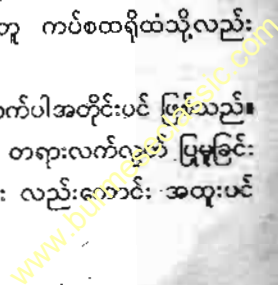 ဘူ ကပ်စထရိုထံသို့လည်း
က်ပါအတိုင်းပင် ဖြစ်သည်။
တရားလက်လွတ် ပြုမူခြင်း
လည်းကောင်း အထူးပင်
www.burmeseclassic.com